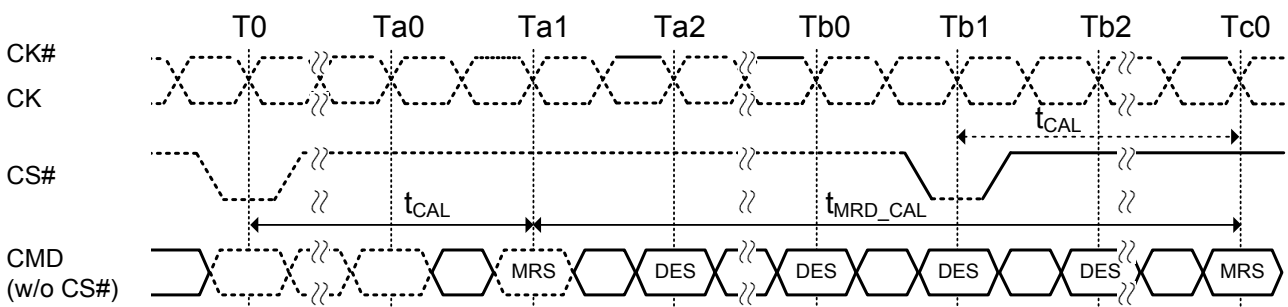 T0 Ta0 Ta1 Ta2 Tb0 Tb1 Tb2 Tc0
CK#
CK
tCAL
CS#
tCAL tMRD_CAL
CMD MRS DES DES DES DES MRS
(w/o CS#)